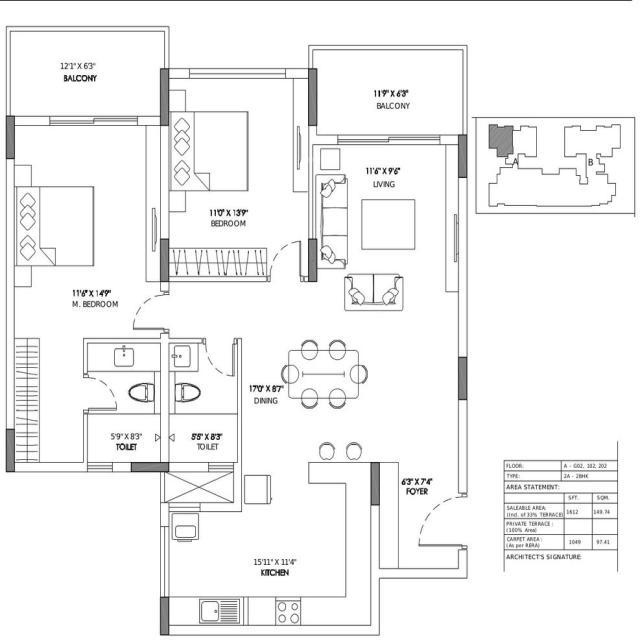 12'1" X 6'3"
BALCONY
11'9" X 6'3"
BALCONY
11'6" X 9'6"
LIVING
11'0" X 13'9"
BEDROOM
A
B
11'6" X 14'9"
M. BEDROOM
17'0" X 8'7"
DINING
5'9" X 8'3"
TOILET
5'5" X 8'3"
TOILET
6'3" X 7'4"
FOYER
15'11" X 11'4"
KITCHEN
FLOOR: A - G02, 102, 202
TYPE: 2A - 2BHK
AREA STATEMENT:
SFT. SQM.
SALEABLE AREA: 1612 149.74
(Incl. of 33% TERRACE)
PRIVATE TERRACE :
(100% Area)
CARPET AREA : 1049 97.41
(As per RERA)
ARCHITECT'S SIGNATURE: